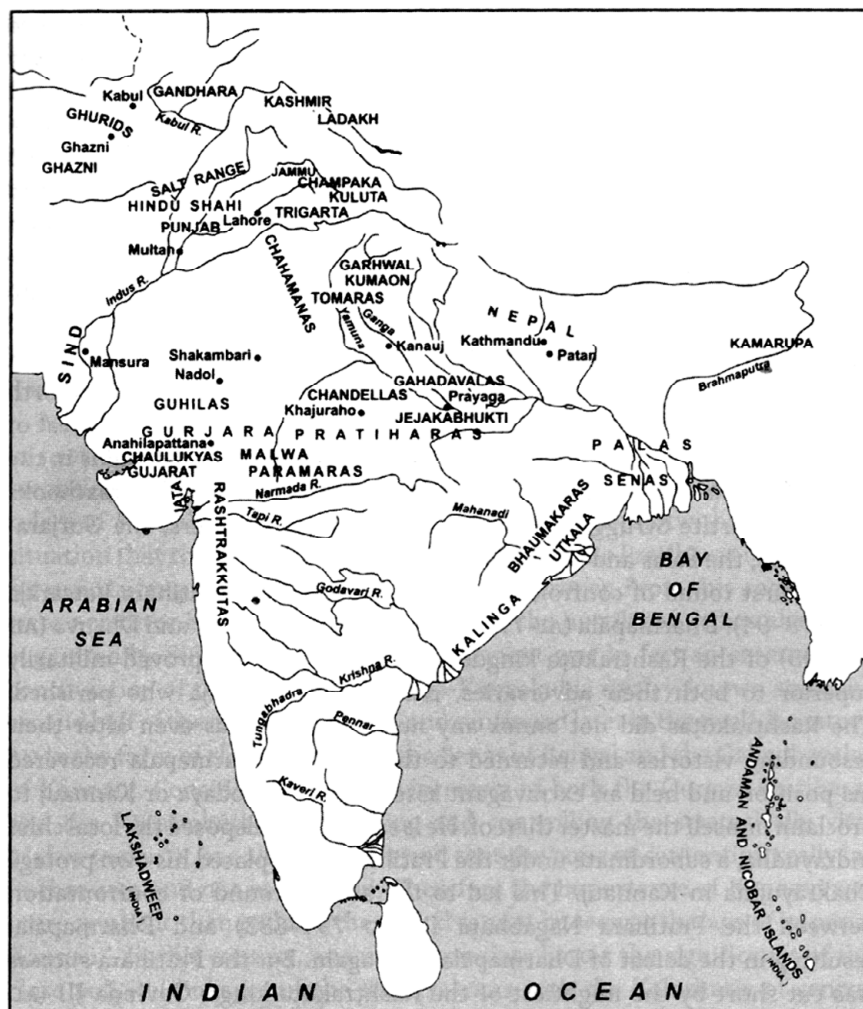 Kabul
GANDHARA
KASHMIR
LADAKH
GHURIDS
Kabul R.
Ghazni
GHAZNI
SALT RANGE
JAMMU
CHAMPAKA
KULUTA
HINDU SHAHI
PUNJAB
Lahore
TRIGARTA
Multan
CHAHAMANAS
GARHWAL
KUMAON
Indus R.
TOMARAS
Yamuna
Ganga
NEPAL
SIND
Mansura
Shakambari
Kanauj
Kathmandu
Patan
KAMARUPA
Brahmaputra
Nadol
GAHADAVALAS
CHANDELLAS
Prayaga
GUHILAS
Khajuraho
JEJAKABHUKTI
GURJARA PRATIHARAS
PALAS
Anahilapattana
CHAULUKYAS
MALWA
GUJARAT
PARAMARAS
SENAS
LATA
RASHTRAKKUTAS
Narmada R.
Tapi R.
Mahanadi
BHAUMAKARAS
UTKALA
BAY
OF
BENGAL
ARABIAN
SEA
Godavari R.
KALINGA
Krishna R.
Tungabhadra
Pennar
Kaveri R.
LAKSHADWEEP
(INDIA)
ANDAMAN AND NICOBAR ISLANDS
(INDIA)
INDIAN OCEAN